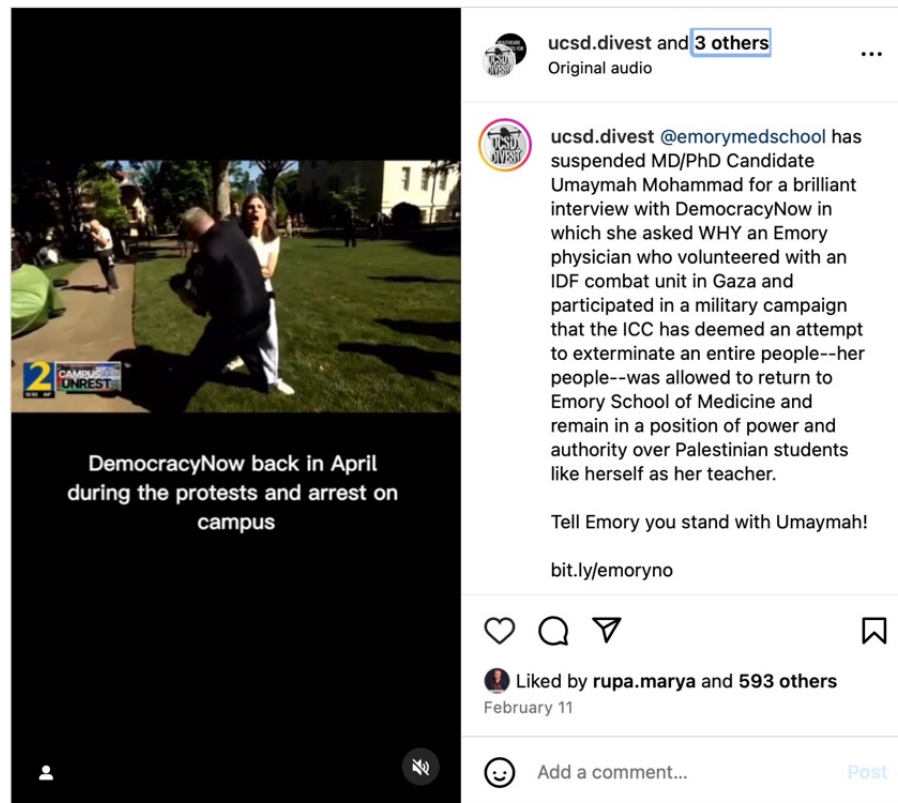 ucsd.divest and 3 others
Original audio
ucsd.divest @emorymedschool has
suspended MD/PhD Candidate
Umaymah Mohammad for a brilliant
interview with DemocracyNow in
which she asked WHY an Emory
physician who volunteered with an
IDF combat unit in Gaza and
participated in a military campaign
that the ICC has deemed an attempt
to exterminate an entire people--her
people--was allowed to return to
Emory School of Medicine and
remain in a position of power and
authority over Palestinian students
like herself as her teacher.
Tell Emory you stand with Umaymah!
bit.ly/emoryno
2
CAMPUS
UNREST
DemocracyNow back in April
during the protests and arrest on
campus
Liked by rupa.marya and 593 others
February 11
Add a comment...
Post